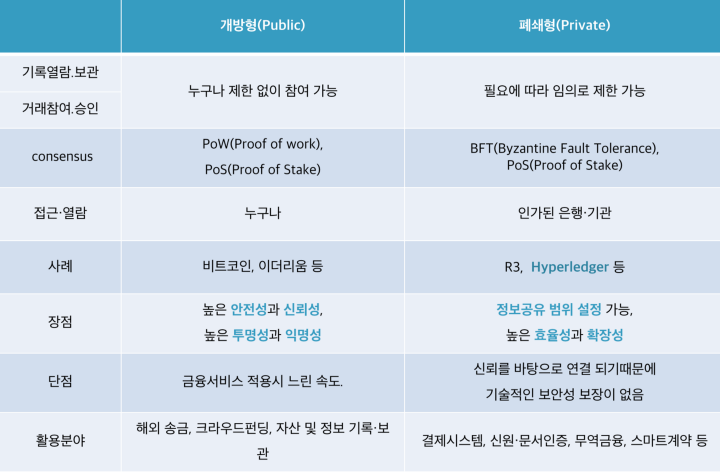 개방형(Public) 폐쇄형(Private)
기록열람.보관
거래참여.승인
누구나 제한 없이 참여 가능
필요에 따라 임의로 제한 가능
consensus
PoW(Proof of work),
PoS(Proof of Stake)
BFT(Byzantine Fault Tolerance),
PoS(Proof of Stake)
접근·열람
누구나
인가된 은행·기관
사례
비트코인, 이더리움 등
R3, Hyperledger 등
장점
높은 안전성과 신뢰성,
높은 투명성과 익명성
정보공유 범위 설정 가능,
높은 효율성과 확장성
단점
금융서비스 적용시 느린 속도.
신뢰를 바탕으로 연결 되기때문에
기술적인 보안성 보장이 없음
활용분야
해외 송금, 크라우드펀딩, 자산 및 정보 기록·보
관
결제시스템, 신원·문서인증, 무역금융, 스마트계약 등